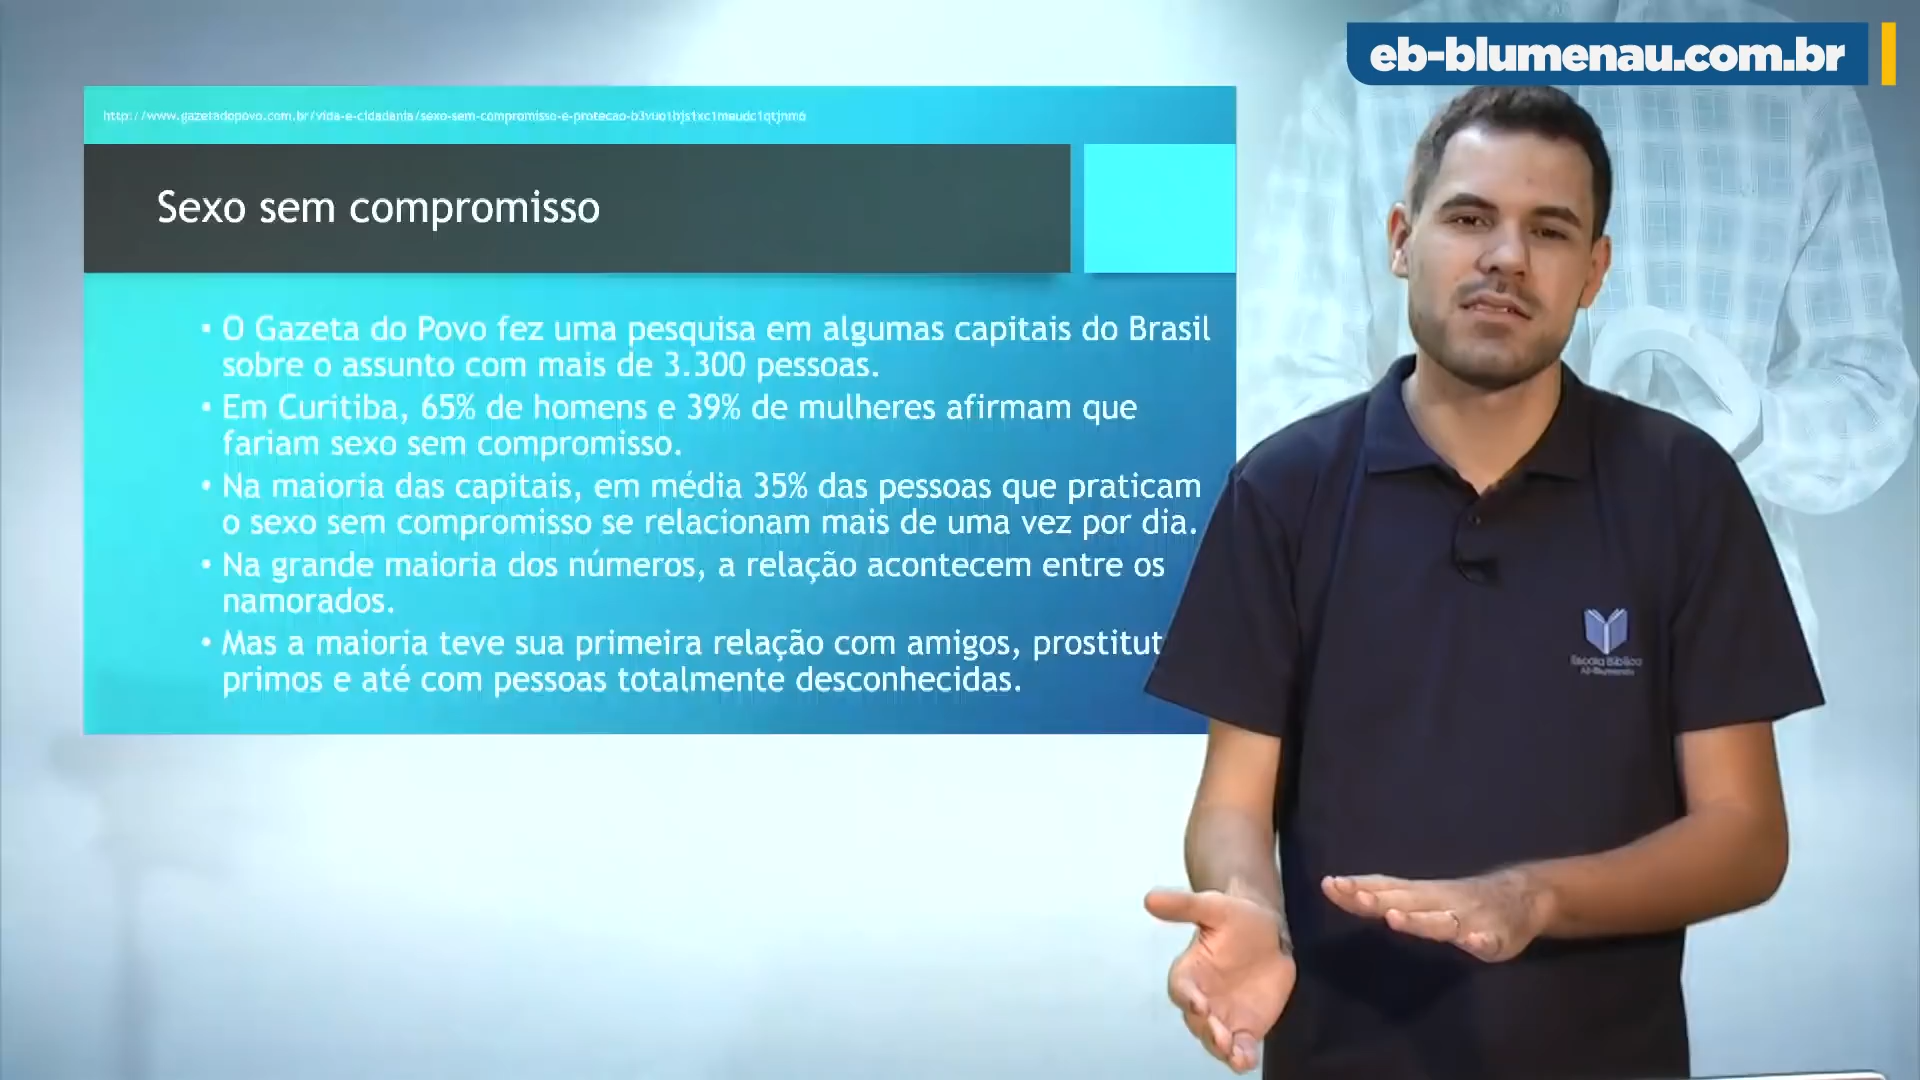 eb-blumenau.com.br
Sexo sem compromisso
• O Gazeta do Povo fez uma pesquisa em algumas capitais do Brasil
sobre o assunto com mais de 3.300 pessoas.
• Em Curitiba, 65% de homens e 39% de mulheres afirmam que
fariam sexo sem compromisso.
• Na maioria das capitais, em média 35% das pessoas que praticam
o sexo sem compromisso se relacionam mais de uma vez por dia.
• Na grande maioria dos números, a relação acontecem entre os
namorados.
• Mas a maioria teve sua primeira relação com amigos, prostitut
primos e até com pessoas totalmente desconhecidas.
Escola Bíblica